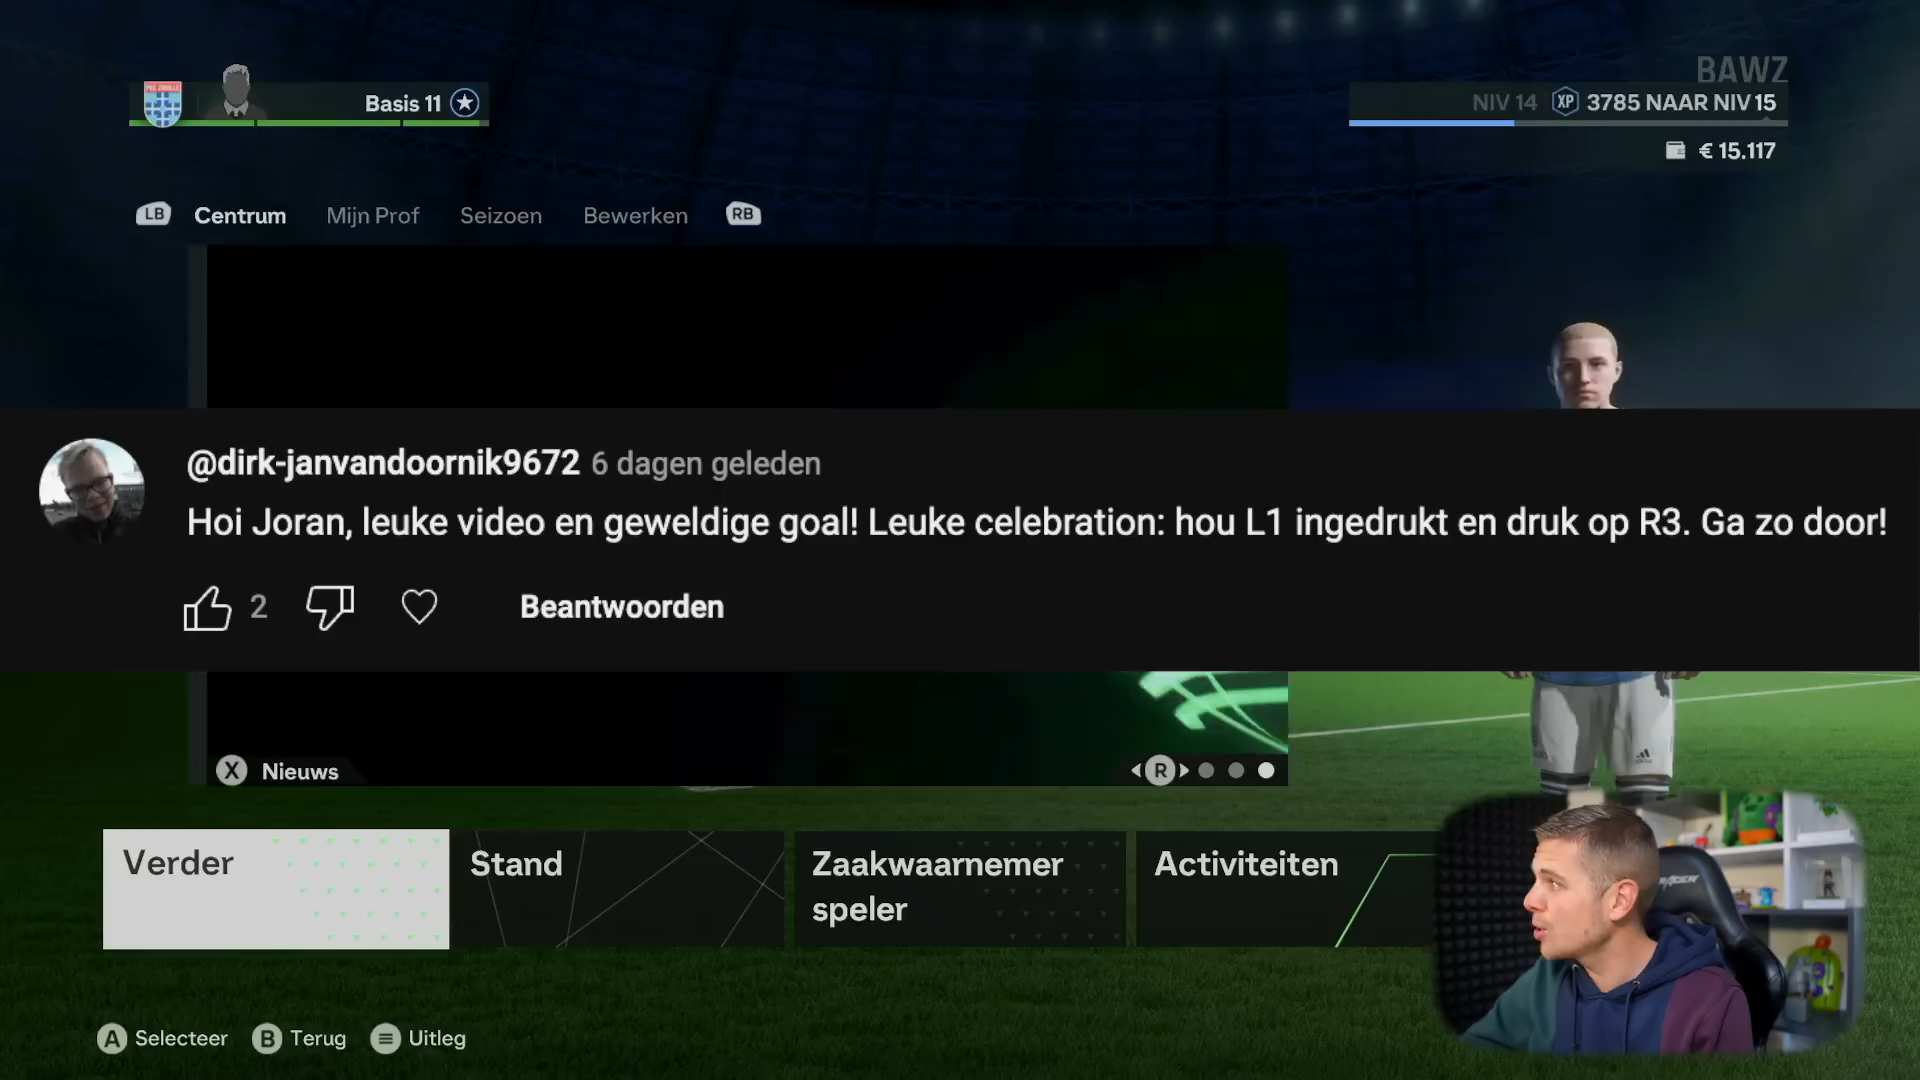 BAWZ
Basis 11
NIV 14 XP 3785 NAAR NIV 15
€ 15.117
LB Centrum Mijn Prof Seizoen Bewerken RB
@dirk-janvandoornik9672 6 dagen geleden
Hoi Joran, leuke video en geweldige goal! Leuke celebration: hou L1 ingedrukt en druk op R3. Ga zo door!
2 Beantwoorden
X Nieuws R
Verder
Stand
Zaakwaarnemer
speler
Activiteiten
A Selecteer B Terug Uitleg